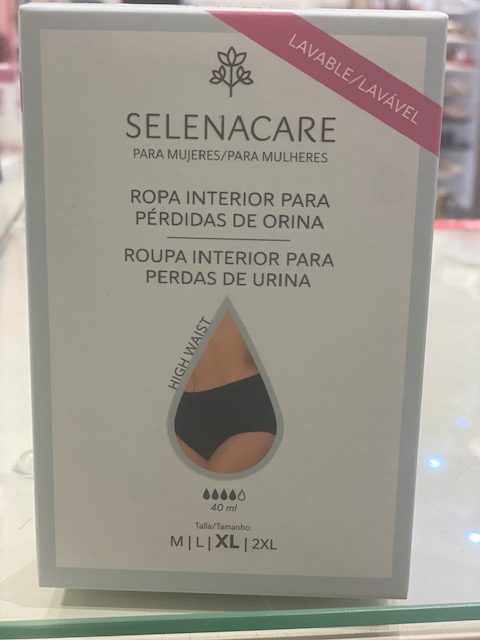 LAVABLE/LAVÁVEL
SELENACARE
PARA MUJERES/PARA MULHERES
ROPA INTERIOR PARA
PÉRDIDAS DE ORINA
ROUPA INTERIOR PARA
PERDAS DE URINA
HIGH WAIST
40 ml
Talla/Tamanho:
M|L|XL|2XL